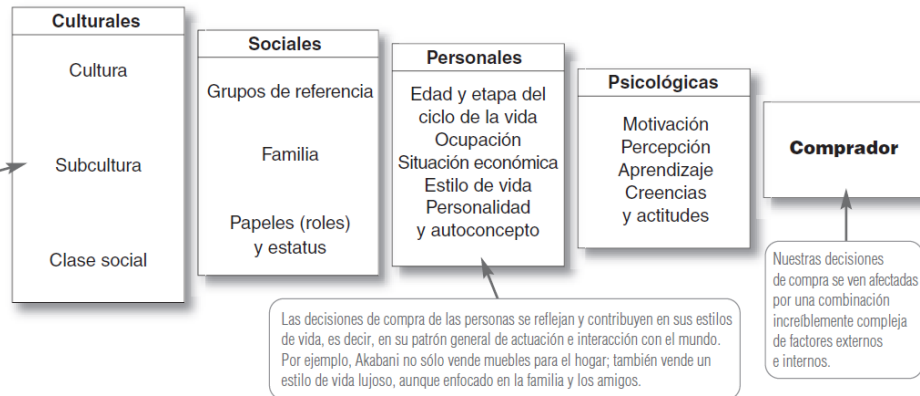 Culturales
Cultura
Subcultura
Clase social
Sociales
Grupos de referencia
Familia
Papeles (roles)
y estatus
Personales
Edad y etapa del
ciclo de la vida
Ocupación
Situación económica
Estilo de vida
Personalidad
y autoconcepto
Psicológicas
Motivación
Percepción
Aprendizaje
Creencias
y actitudes
Comprador
Las decisiones de compra de las personas se reflejan y contribuyen en sus estilos
de vida, es decir, en su patrón general de actuación e interacción con el mundo.
Por ejemplo, Akabani no sólo vende muebles para el hogar; también vende un
estilo de vida lujoso, aunque enfocado en la familia y los amigos.
Nuestras decisiones
de compra se ven afectadas
por una combinación
increíblemente compleja
de factores externos
e internos.